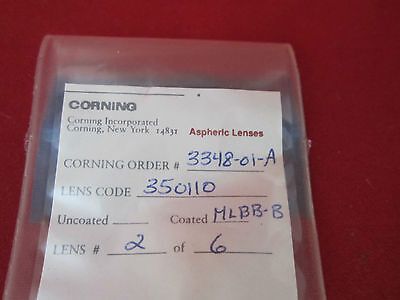 CORNING
Corning Incorporated
Corning, New York 14831 Aspheric Lenses
CORNING ORDER # 3348-01-A
LENS CODE 350110
Uncoated Coated MLBB-B
LENS # 2 of 6